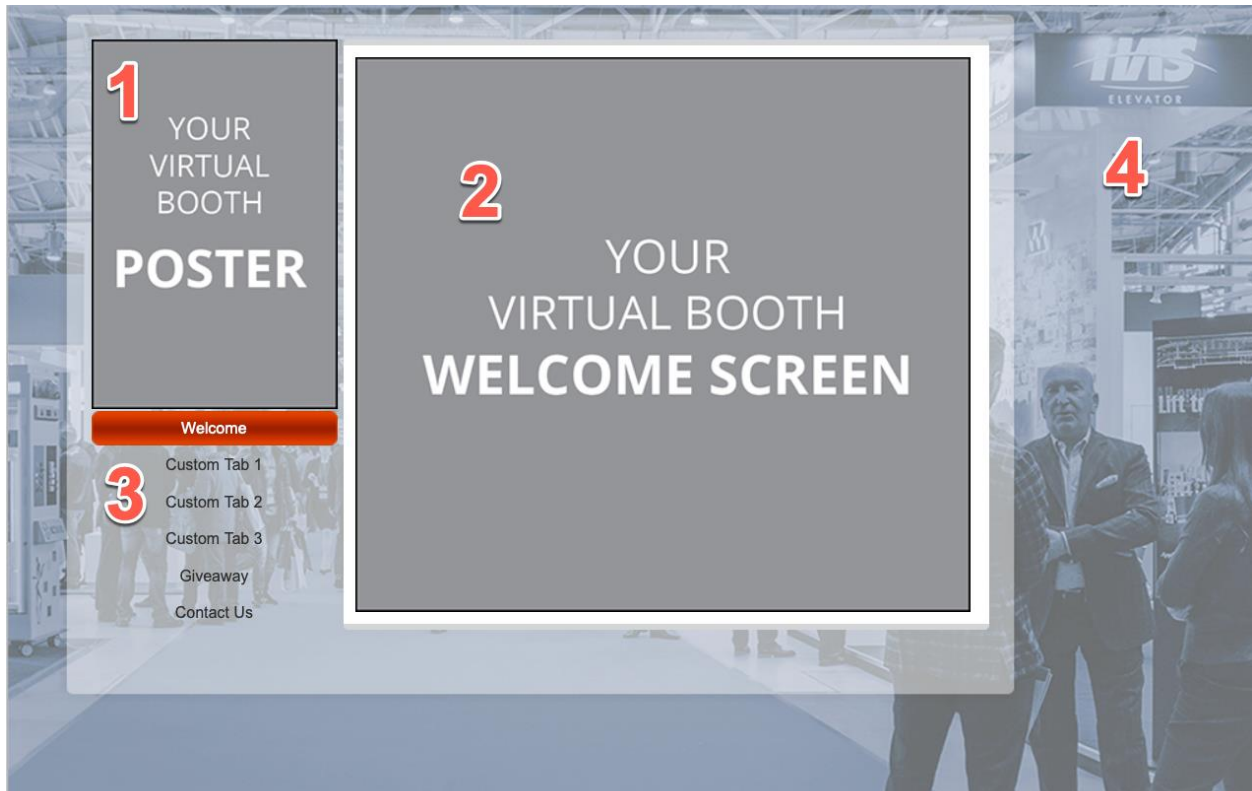 1
YOUR
VIRTUAL
BOOTH
POSTER
2
YOUR
VIRTUAL BOOTH
WELCOME SCREEN
Welcome
3
Custom Tab 1
Custom Tab 2
Custom Tab 3
Giveaway
Contact Us
4
ELEVATOR